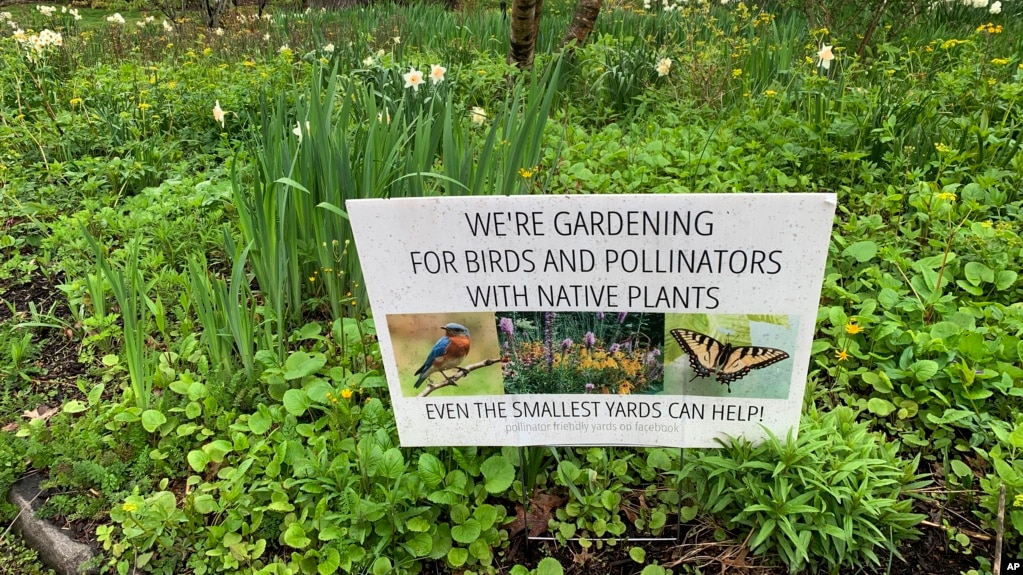 WE'RE GARDENING
FOR BIRDS AND POLLINATORS
WITH NATIVE PLANTS
EVEN THE SMALLEST YARDS CAN HELP!
pollinator friendly yards on facebook
AP